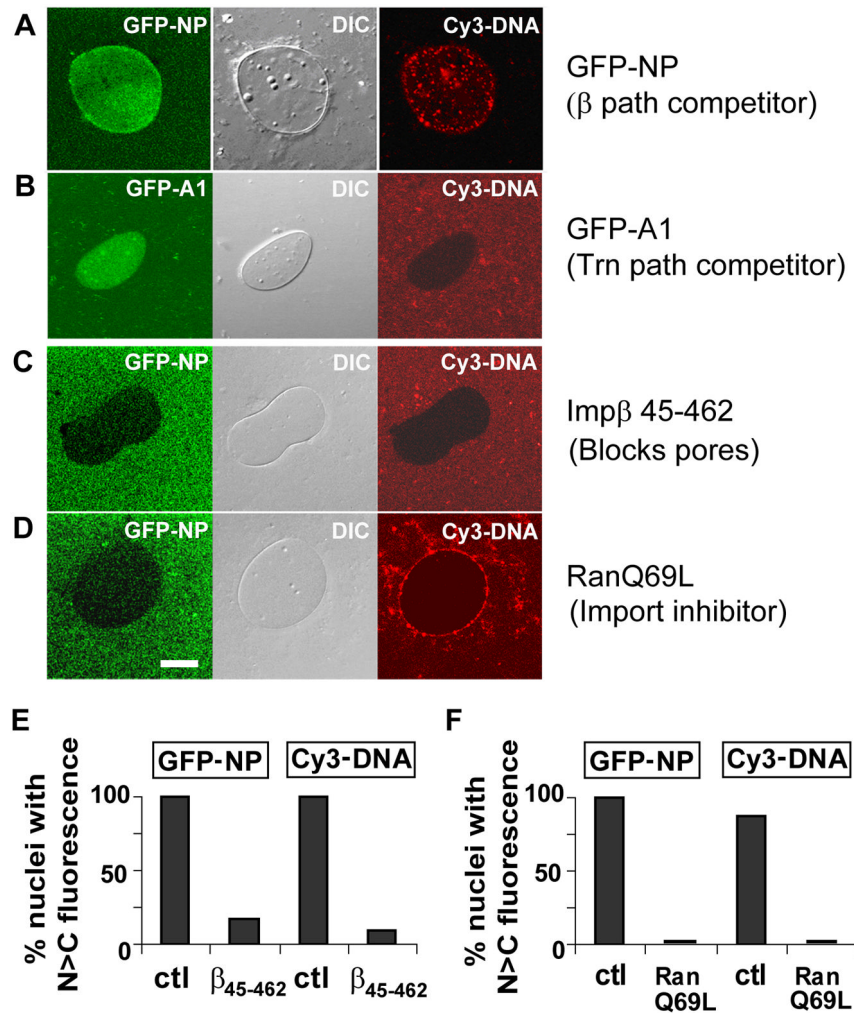 A
GFP-NP
DIC
Cy3-DNA
GFP-NP
(β path competitor)
B
GFP-A1
DIC
Cy3-DNA
GFP-A1
(Trn path competitor)
C
GFP-NP
DIC
Cy3-DNA
Impβ 45-462
(Blocks pores)
D
GFP-NP
DIC
Cy3-DNA
RanQ69L
(Import inhibitor)
E
% nuclei with
N>C fluorescence
GFP-NP
Cy3-DNA
100
50
0
ctl
β45-462
ctl
β45-462
F
% nuclei with
N>C fluorescence
GFP-NP
Cy3-DNA
100
50
0
ctl
Ran
Q69L
ctl
Ran
Q69L